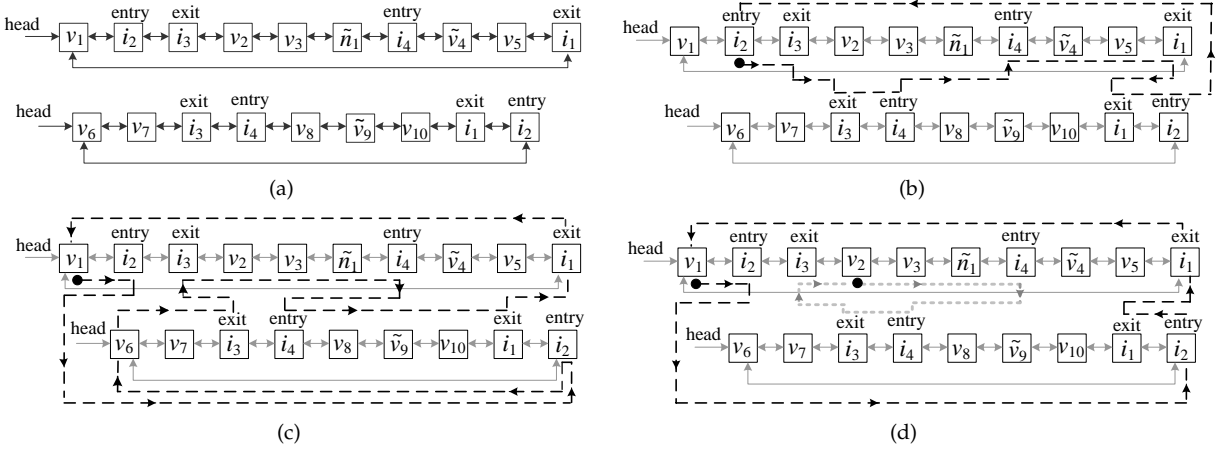 entry exit entry exit
head v₁ i₂ i₃ v₂ v₃ ñ₁ i₄ ṽ₄ v₅ i₁
exit entry exit entry
head v₆ v₇ i₃ i₄ v₈ ṽ₉ v₁₀ i₁ i₂
(a)
entry exit entry exit
head v₁ i₂ i₃ v₂ v₃ ñ₁ i₄ ṽ₄ v₅ i₁
exit entry exit entry
head v₆ v₇ i₃ i₄ v₈ ṽ₉ v₁₀ i₁ i₂
(b)
entry exit entry exit
head v₁ i₂ i₃ v₂ v₃ ñ₁ i₄ ṽ₄ v₅ i₁
exit entry exit entry
head v₆ v₇ i₃ i₄ v₈ ṽ₉ v₁₀ i₁ i₂
(c)
entry exit entry exit
head v₁ i₂ i₃ v₂ v₃ ñ₁ i₄ ṽ₄ v₅ i₁
exit entry exit entry
head v₆ v₇ i₃ i₄ v₈ ṽ₉ v₁₀ i₁ i₂
(d)